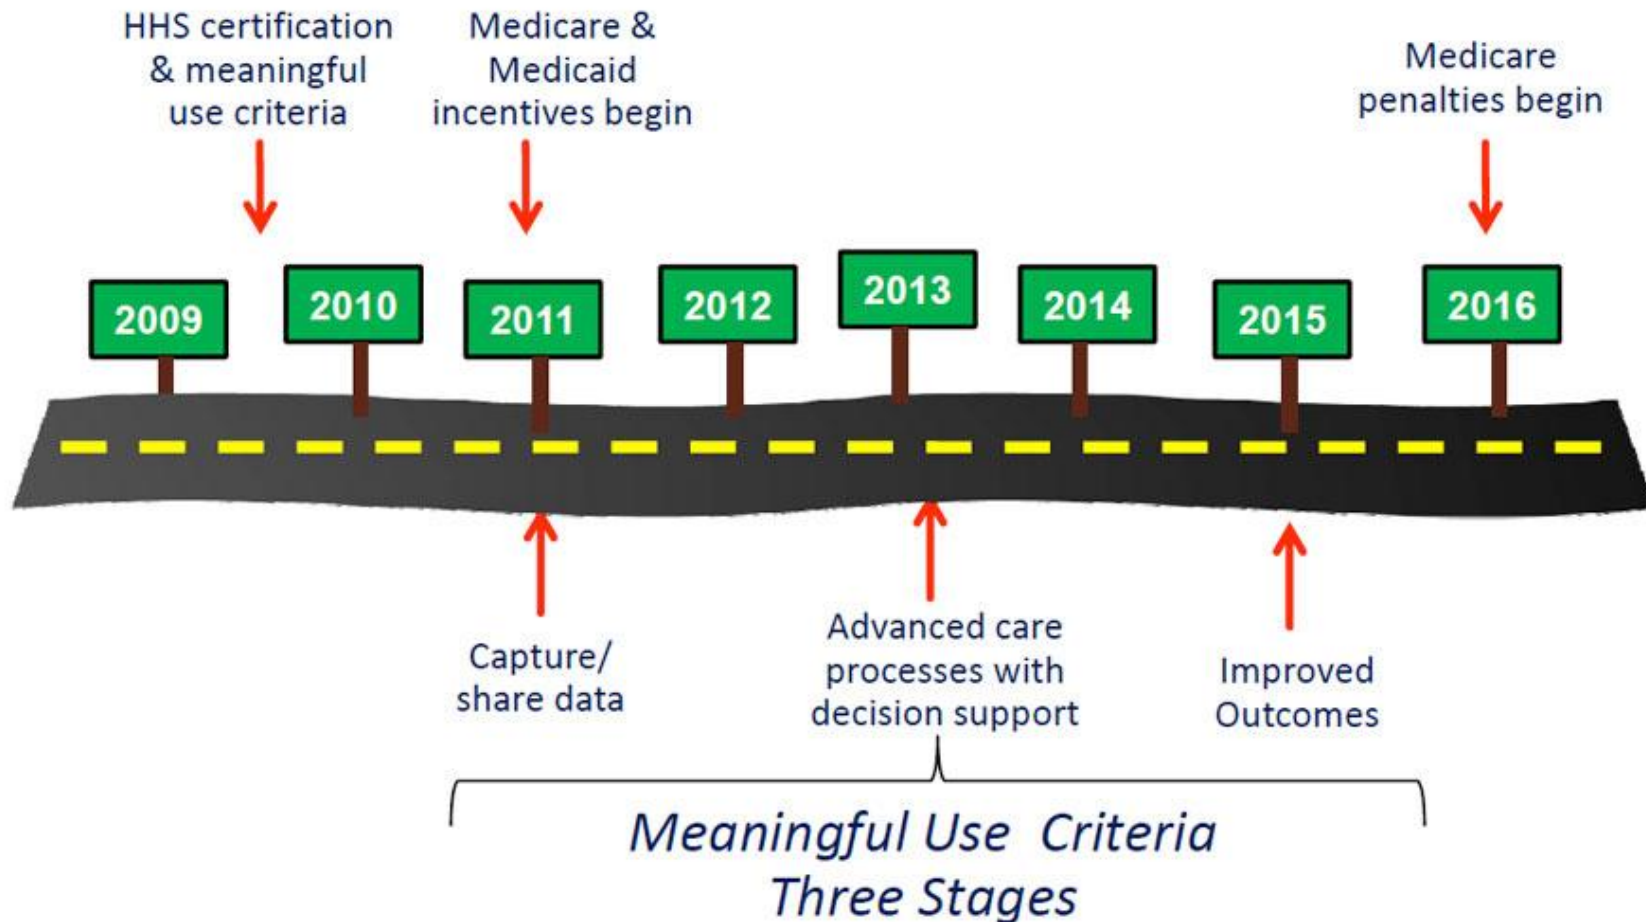 HHS certification
& meaningful
use criteria
Medicare &
Medicaid
incentives begin
Medicare
penalties begin
2009
2010
2011
2012
2013
2014
2015
2016
Capture/
share data
Advanced care
processes with
decision support
Improved
Outcomes
Meaningful Use Criteria
Three Stages